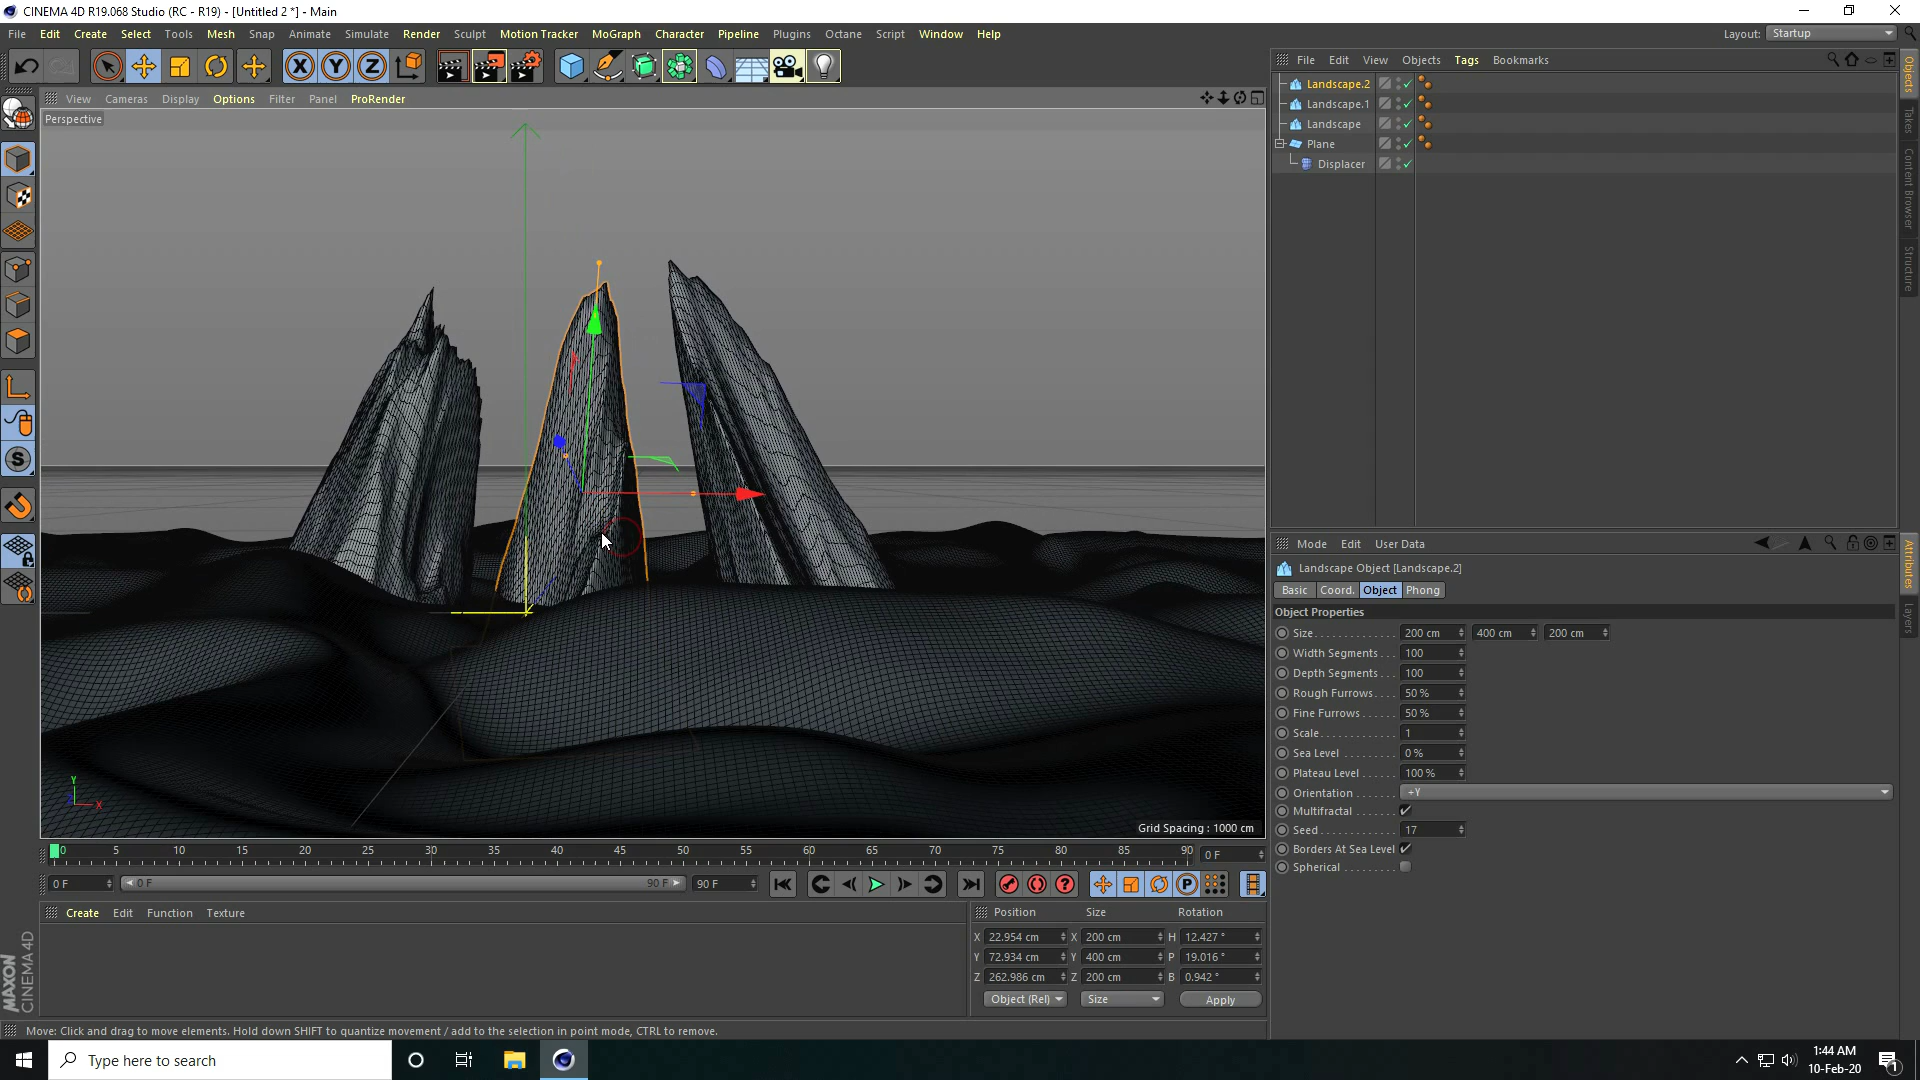 CINEMA 4D R19.068 Studio (RC - R19) - [Untitled 2 *] - Main
File Edit Create Select Tools Mesh Snap Animate Simulate Render Sculpt Motion Tracker MoGraph Character Pipeline Plugins Octane Script Window Help
Layout: Startup
View Cameras Display Options Filter Panel ProRender
Perspective
Grid Spacing : 1000 cm
File Edit View Objects Tags Bookmarks
Landscape.2
Landscape.1
Landscape
Plane
Displacer
Objects
Takes
Content Browser
Structure
Mode Edit User Data
Landscape Object [Landscape.2]
Basic Coord. Object Phong
Object Properties
Size 200 cm 400 cm 200 cm
Width Segments 100
Depth Segments 100
Rough Furrows 50 %
Fine Furrows 50 %
Scale 1
Sea Level 0 %
Plateau Level 100 %
Orientation +Y
Multifractal
Seed 17
Borders At Sea Level
Spherical
Attributes
Layers
0 5 10 15 20 25 30 35 40 45 50 55 60 65 70 75 80 85 90 0 F
0 F 0 F 90 F 90 F
Create Edit Function Texture
Position Size Rotation
X 22.954 cm X 200 cm H 12.427 °
Y 72.934 cm Y 400 cm P 19.016 °
Z 262.986 cm Z 200 cm B 0.942 °
Object (Rel) Size Apply
MAXON
CINEMA 4D
Move: Click and drag to move elements. Hold down SHIFT to quantize movement / add to the selection in point mode, CTRL to remove.
Type here to search
1:44 AM
10-Feb-20
X Y Z
S
P
Y
X
1